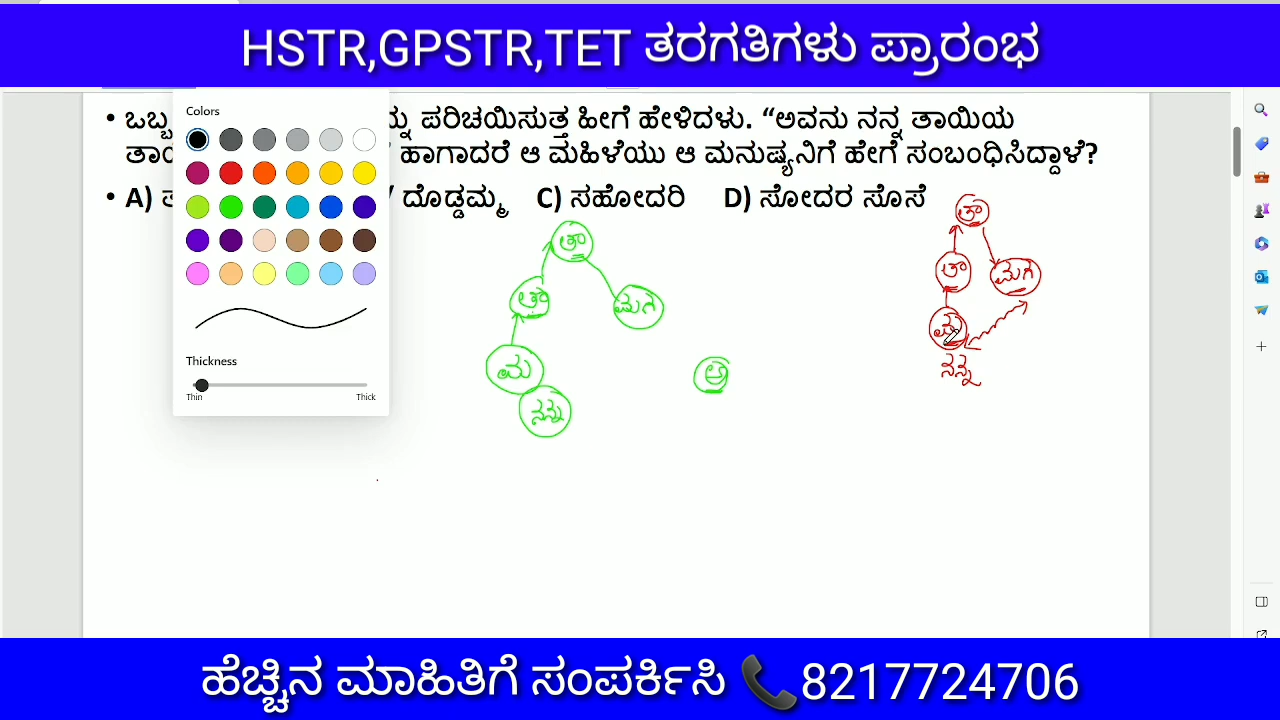 HSTR,GPSTR,TET ತರಗತಿಗಳು ಪ್ರಾರಂಭ
Colors
• ಒಬ್ಬ ಪರಿಚಯಿಸುತ್ತ ಹೀಗೆ ಹೇಳಿದಳು. “ಅವನು ನನ್ನ ತಾಯಿಯ
ಹಾಗಾದರೆ ಆ ಮಹಿಳೆಯು ಆ ಮನುಷ್ಯನಿಗೆ ಹೇಗೆ ಸಂಬಂಧಿಸಿದ್ದಾಳೆ?
• A) ದೊಡ್ಡಮ್ಮ C) ಸಹೋದರಿ D) ಸೋದರ ಸೊಸೆ
ತಾ
ತಾ
ತಾ
ಮಗ
ತಾ
ಮಗ
ಮ
ನನ್ನ
ಮ
ನನ್ನ
ಆ
Thickness
Thin Thick
ಹೆಚ್ಚಿನ ಮಾಹಿತಿಗೆ ಸಂಪರ್ಕಿಸಿ 📞8217724706